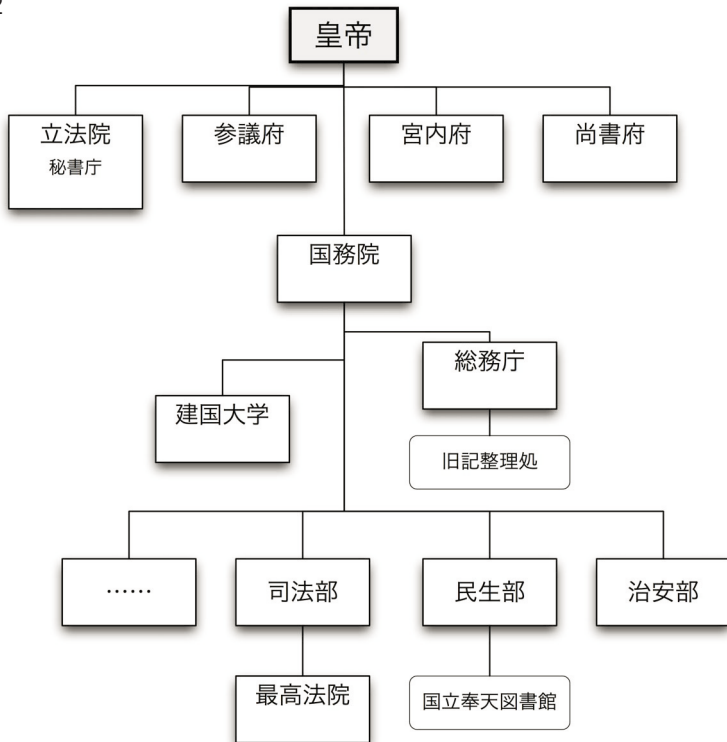 皇帝
立法院
秘書庁
参議府
宮内府
尚書府
国務院
総務庁
建国大学
旧記整理処
……
司法部
民生部
治安部
最高法院
国立奉天図書館